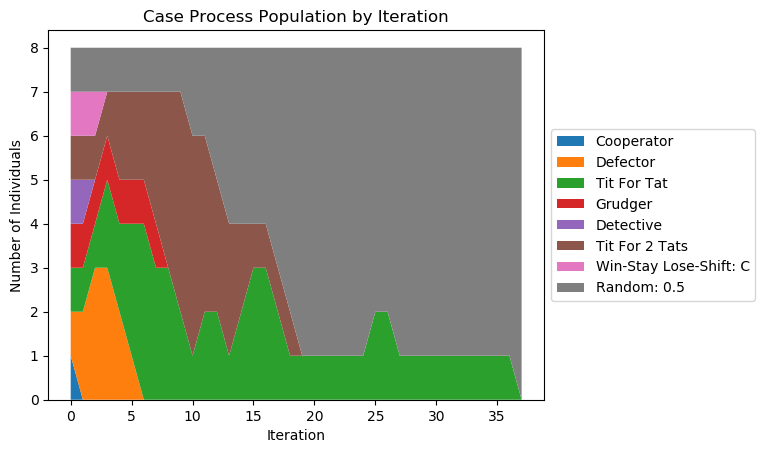 Case Process Population by Iteration
Number of Individuals
8
7
6
5
4
3
2
1
0
0 5 10 15 20 25 30 35
Iteration
Cooperator
Defector
Tit For Tat
Grudger
Detective
Tit For 2 Tats
Win-Stay Lose-Shift: C
Random: 0.5